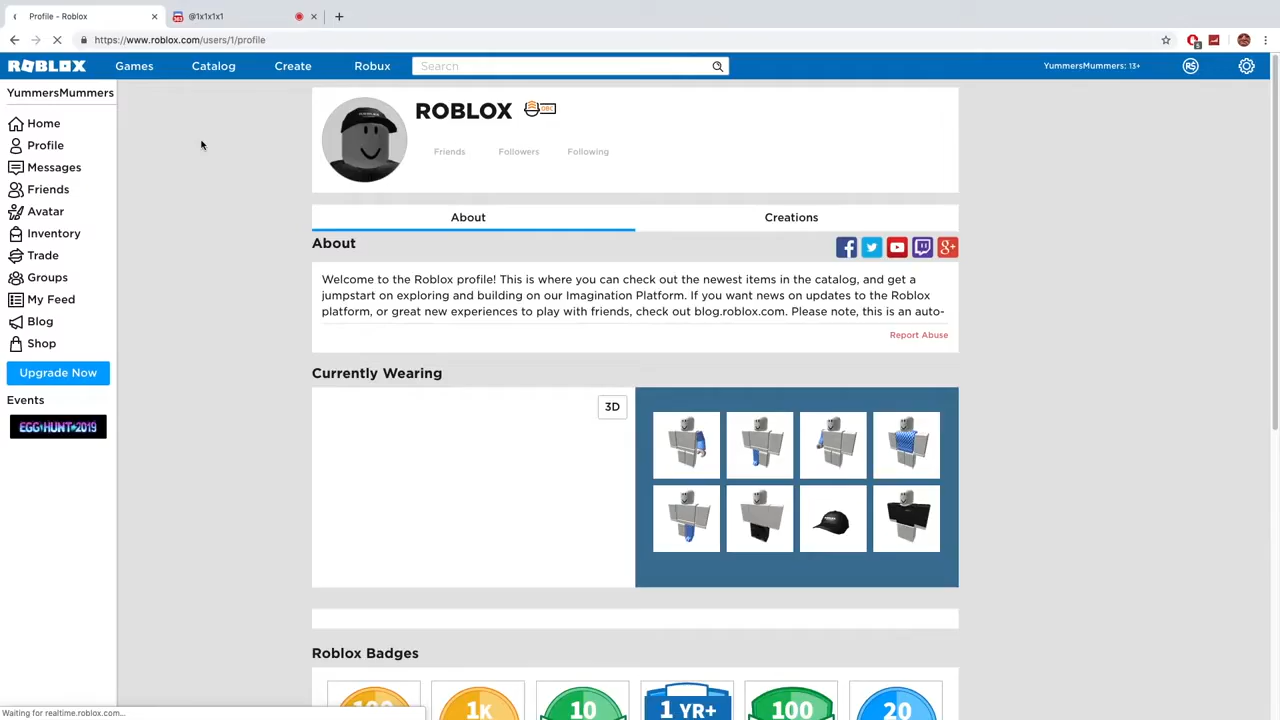 Profile - Roblox
@1x1x1x1
https://www.roblox.com/users/1/profile
ROBLOX Games Catalog Create Robux Search YummersMummers: 13+ R$
YummersMummers
Home
Profile
Messages
Friends
Avatar
Inventory
Trade
Groups
My Feed
Blog
Shop
Upgrade Now
Events
EGG HUNT 2019
ROBLOX OBC
Friends Followers Following
About Creations
About
Welcome to the Roblox profile! This is where you can check out the newest items in the catalog, and get a
jumpstart on exploring and building on our Imagination Platform. If you want news on updates to the Roblox
platform, or great new experiences to play with friends, check out blog.roblox.com. Please note, this is an auto-
Report Abuse
Currently Wearing
3D
Roblox Badges
100 1K 10 1 YR+ 100 20
Waiting for realtime.roblox.com...